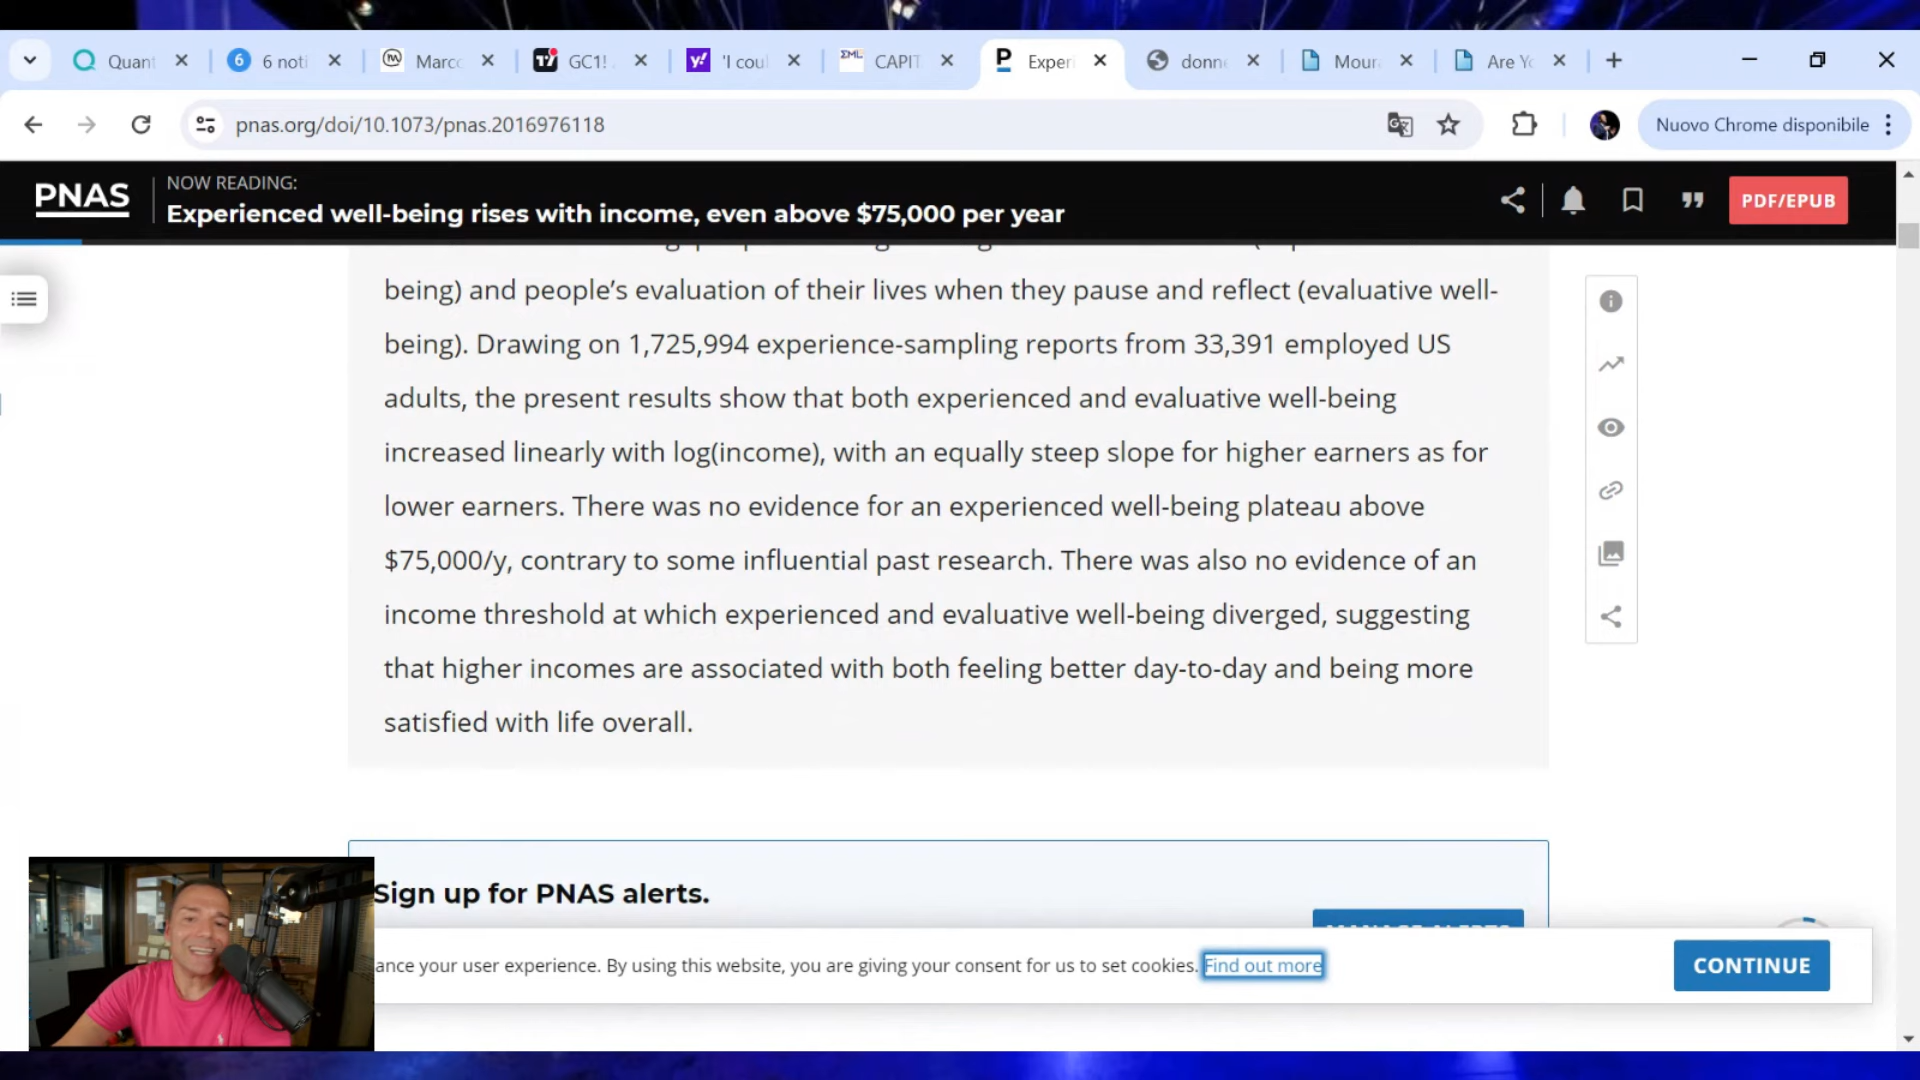 Quant
6 noti
Marco
GC1!
'I coul
CAPIT
Experi
donne
Mour
Are Yo
pnas.org/doi/10.1073/pnas.2016976118
Nuovo Chrome disponibile
PNAS
NOW READING:
Experienced well-being rises with income, even above $75,000 per year
PDF/EPUB
being) and people's evaluation of their lives when they pause and reflect (evaluative well-
being). Drawing on 1,725,994 experience-sampling reports from 33,391 employed US
adults, the present results show that both experienced and evaluative well-being
increased linearly with log(income), with an equally steep slope for higher earners as for
lower earners. There was no evidence for an experienced well-being plateau above
$75,000/y, contrary to some influential past research. There was also no evidence of an
income threshold at which experienced and evaluative well-being diverged, suggesting
that higher incomes are associated with both feeling better day-to-day and being more
satisfied with life overall.
Sign up for PNAS alerts.
MANAGE ALERTS
ance your user experience. By using this website, you are giving your consent for us to set cookies. Find out more
CONTINUE